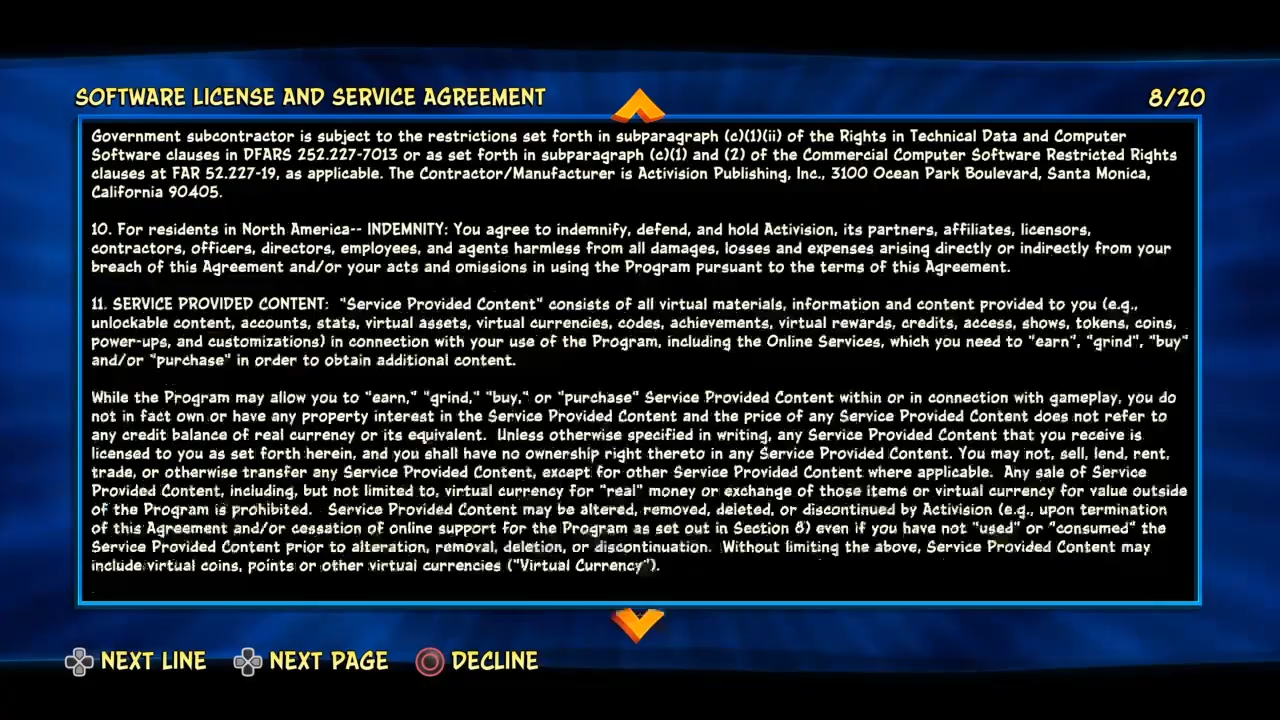 SOFTWARE LICENSE AND SERVICE AGREEMENT
8/20
Government subcontractor is subject to the restrictions set forth in subparagraph (c)(1)(ii) of the Rights in Technical Data and Computer
Software clauses in DFARS 252.227-7013 or as set forth in subparagraph (c)(1) and (2) of the Commercial Computer Software Restricted Rights
clauses at FAR 52.227-19, as applicable. The Contractor/Manufacturer is Activision Publishing, Inc., 3100 Ocean Park Boulevard, Santa Monica,
California 90405.
10. For residents in North America-- INDEMNITY: You agree to indemnify, defend, and hold Activision, its partners, affiliates, licensors,
contractors, officers, directors, employees, and agents harmless from all damages, losses and expenses arising directly or indirectly from your
breach of this Agreement and/or your acts and omissions in using the Program pursuant to the terms of this Agreement.
11. SERVICE PROVIDED CONTENT:  "Service Provided Content" consists of all virtual materials, information and content provided to you (e.g.,
unlockable content, accounts, stats, virtual assets, virtual currencies, codes, achievements, virtual rewards, credits, access, shows, tokens, coins,
power-ups, and customizations) in connection with your use of the Program, including the Online Services, which you need to "earn", "grind", "buy"
and/or "purchase" in order to obtain additional content.
While the Program may allow you to "earn," "grind," "buy," or "purchase" Service Provided Content within or in connection with gameplay, you do
not in fact own or have any property interest in the Service Provided Content and the price of any Service Provided Content does not refer to
any credit balance of real currency or its equivalent.  Unless otherwise specified in writing, any Service Provided Content that you receive is
licensed to you as set forth herein, and you shall have no ownership right thereto in any Service Provided Content. You may not, sell, lend, rent,
trade, or otherwise transfer any Service Provided Content, except for other Service Provided Content where applicable.  Any sale of Service
Provided Content, including, but not limited to, virtual currency for "real" money or exchange of those items or virtual currency for value outside
of the Program is prohibited.   Service Provided Content may be altered, removed, deleted, or discontinued by Activision (e.g., upon termination
of this Agreement and/or cessation of online support for the Program as set out in Section 8) even if you have not "used" or "consumed" the
Service Provided Content prior to alteration, removal, deletion, or discontinuation.  Without limiting the above, Service Provided Content may
include virtual coins, points or other virtual currencies ("Virtual Currency").
NEXT LINE NEXT PAGE DECLINE